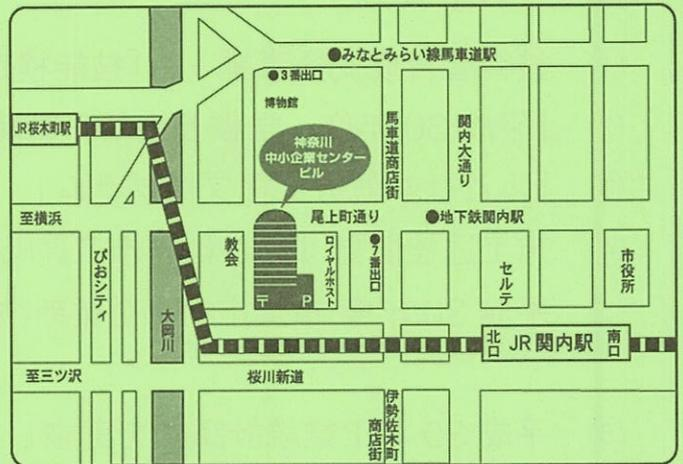 ●みなとみらい線馬車道駅
●3番出口
博物館
JR桜木町駅
神奈川
中小企業センター
ビル
馬車道商店街
関内大通り
至横浜
尾上町通り
●地下鉄関内駅
ぴおシティ
大岡川
教会
ロイヤルホスト
●7番出口
セルテ
市役所
〒
P
北口
JR関内駅
南口
至三ツ沢
桜川新道
伊勢佐木町
商店街